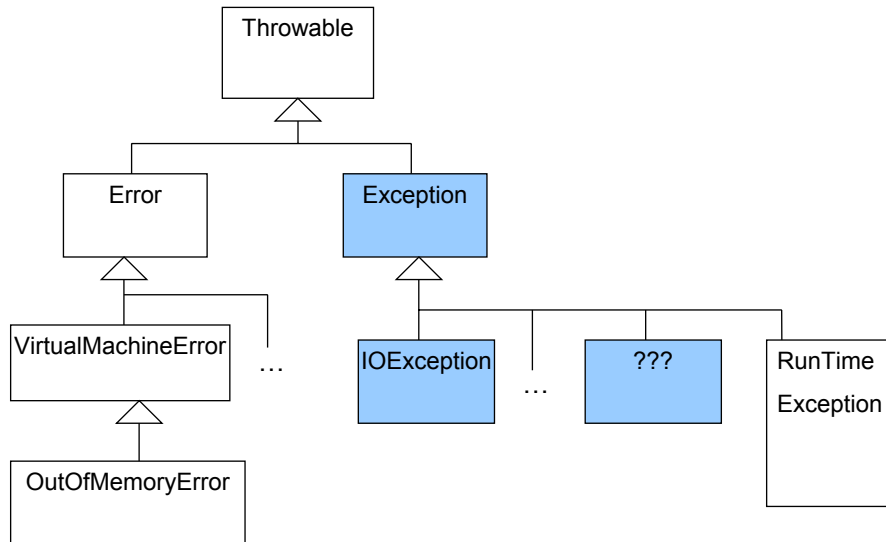 Throwable
Error
Exception
VirtualMachineError
...
IOException
...
???
RunTime
Exception
OutOfMemoryError